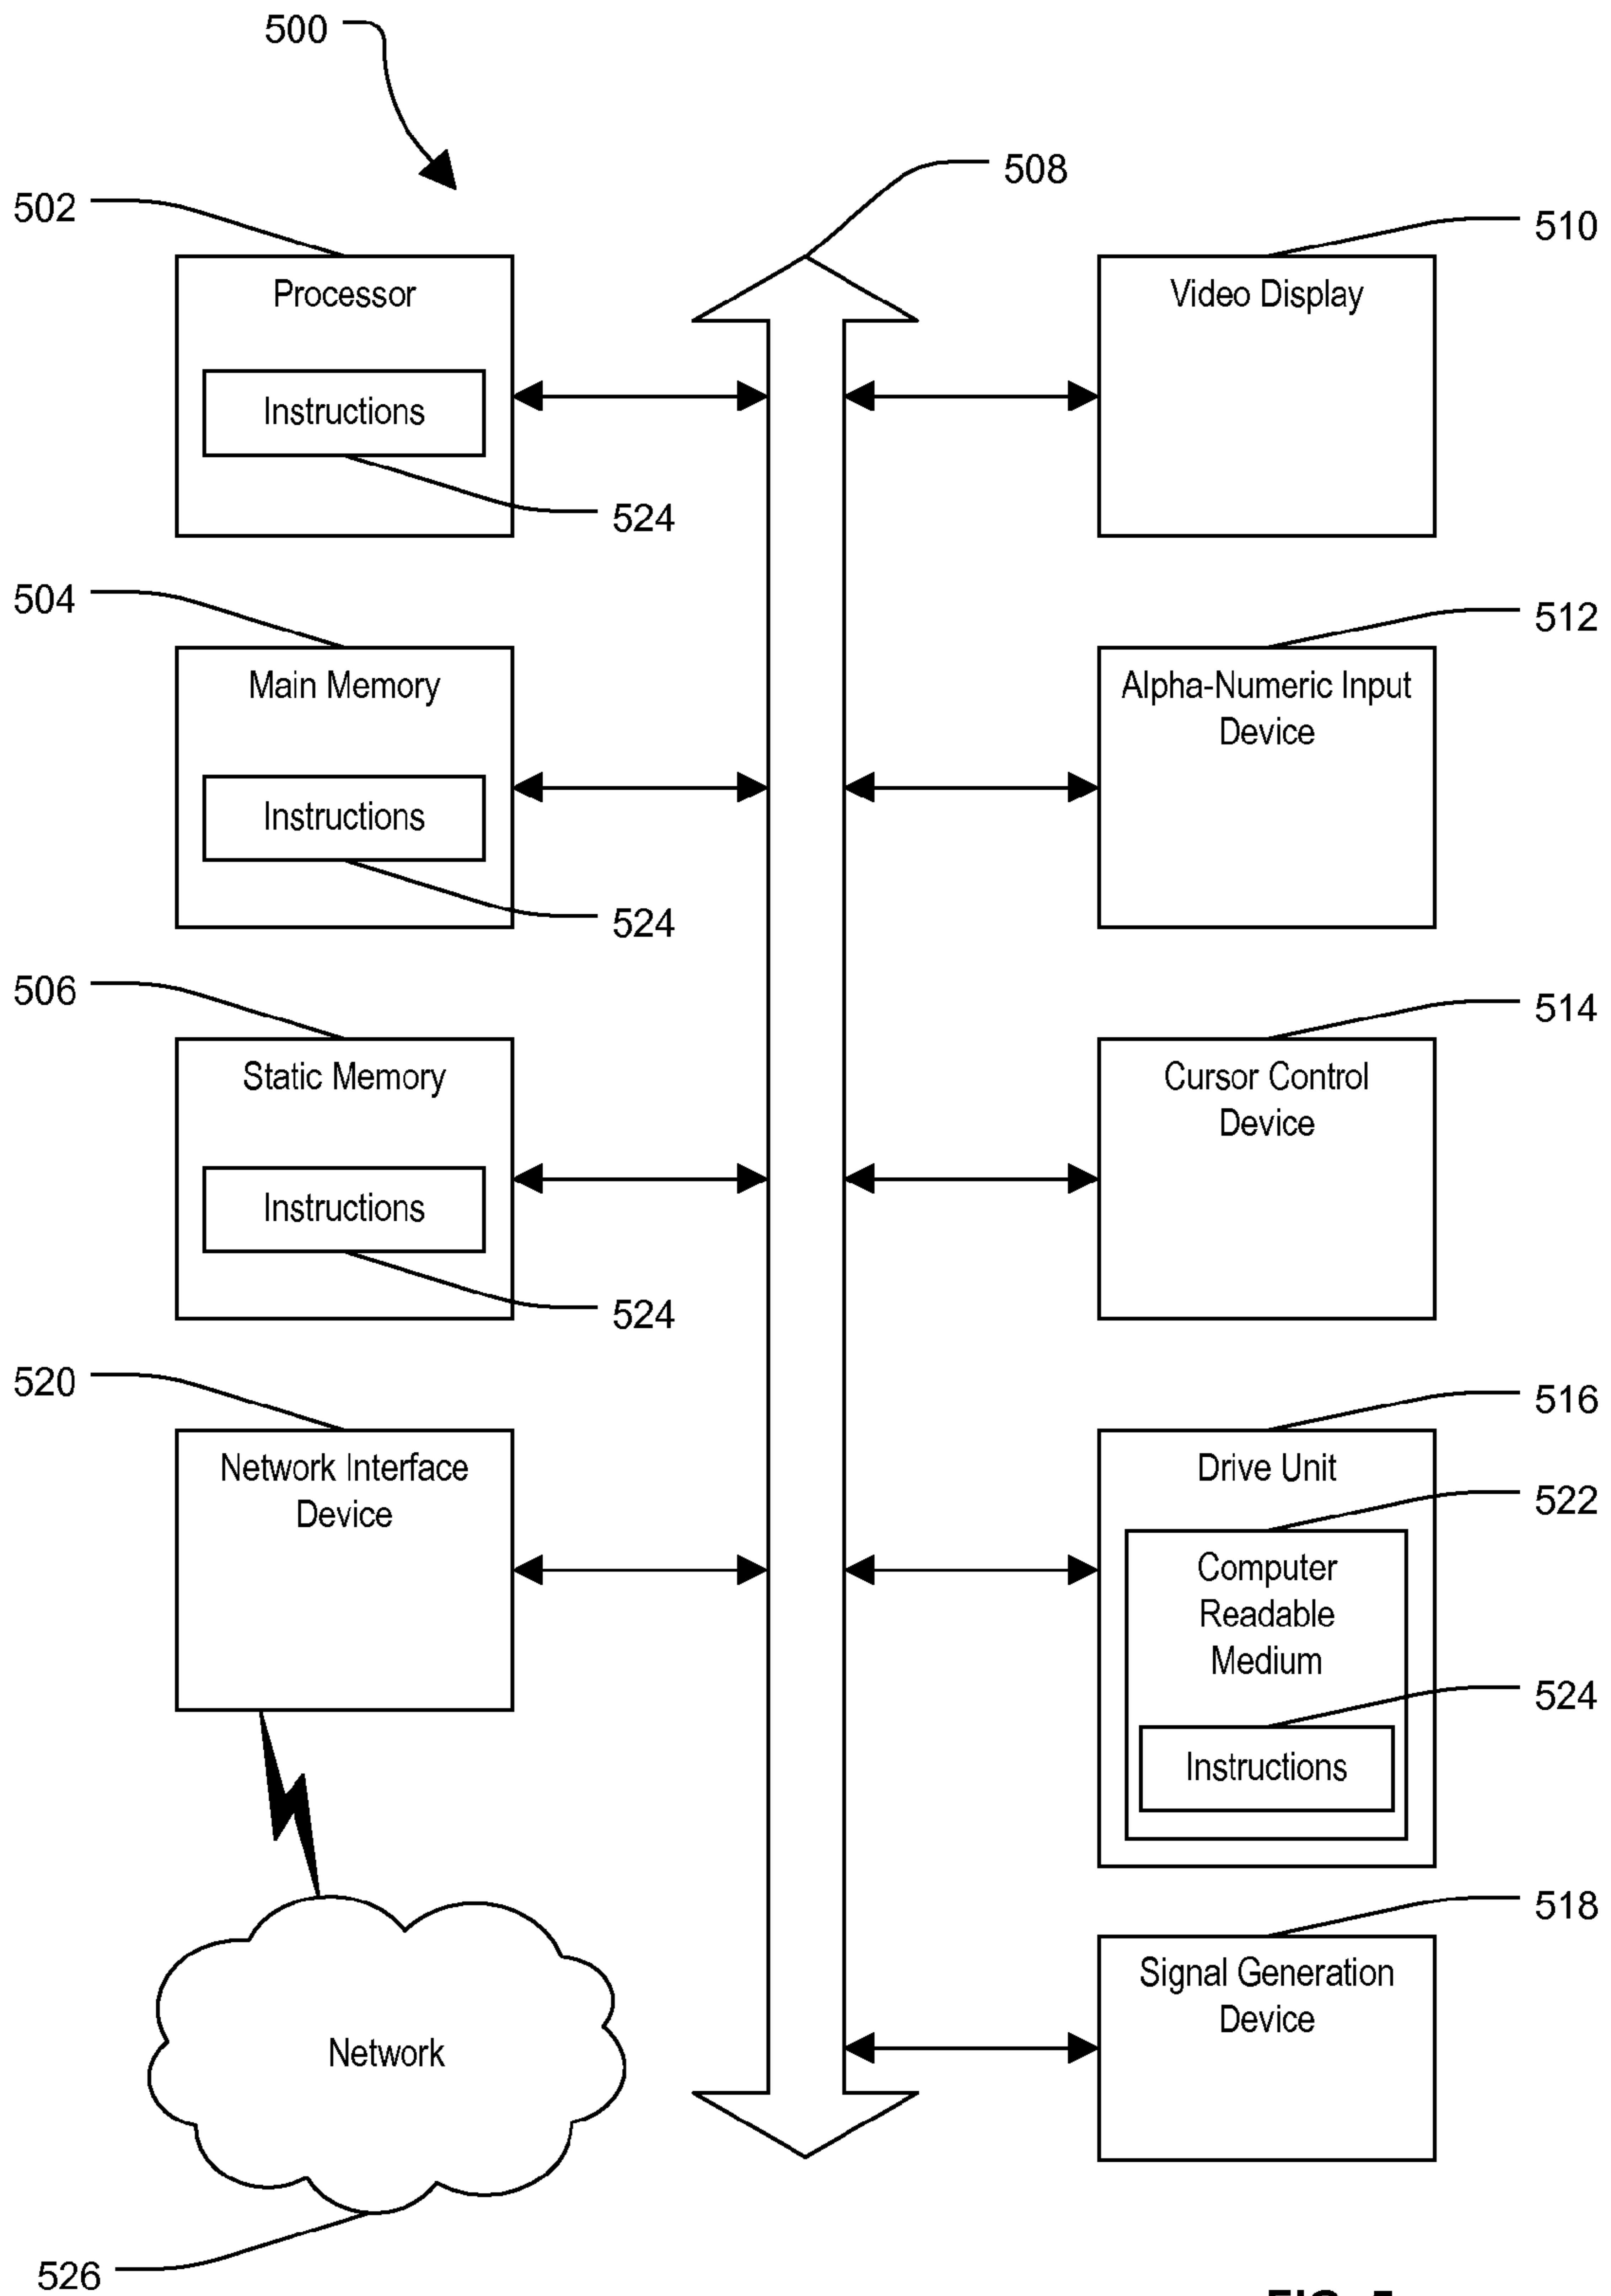 500
508
502
510
Processor
Video Display
Instructions
524
504
512
Main Memory
Alpha-Numeric Input
Device
Instructions
524
506
514
Static Memory
Cursor Control
Device
Instructions
524
520
516
Network Interface
Device
Drive Unit
522
Computer
Readable
Medium
524
Instructions
518
Signal Generation
Device
Network
526